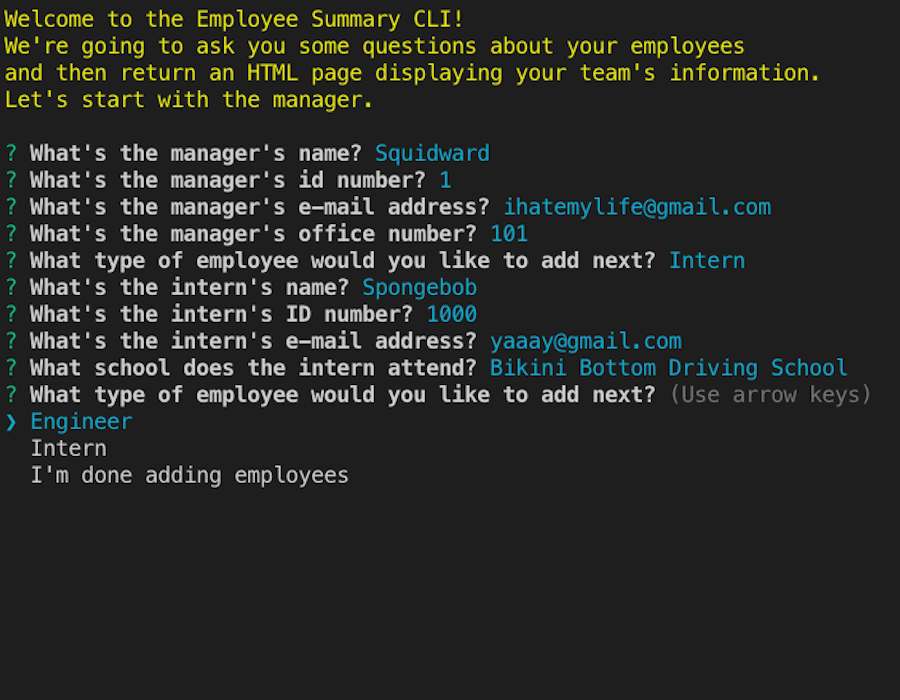 Welcome to the Employee Summary CLI!
We're going to ask you some questions about your employees
and then return an HTML page displaying your team's information.
Let's start with the manager.
? What's the manager's name? Squidward
? What's the manager's id number? 1
? What's the manager's e-mail address? ihatemylife@gmail.com
? What's the manager's office number? 101
? What type of employee would you like to add next? Intern
? What's the intern's name? Spongebob
? What's the intern's ID number? 1000
? What's the intern's e-mail address? yaaay@gmail.com
? What school does the intern attend? Bikini Bottom Driving School
? What type of employee would you like to add next? (Use arrow keys)
❯ Engineer
Intern
I'm done adding employees